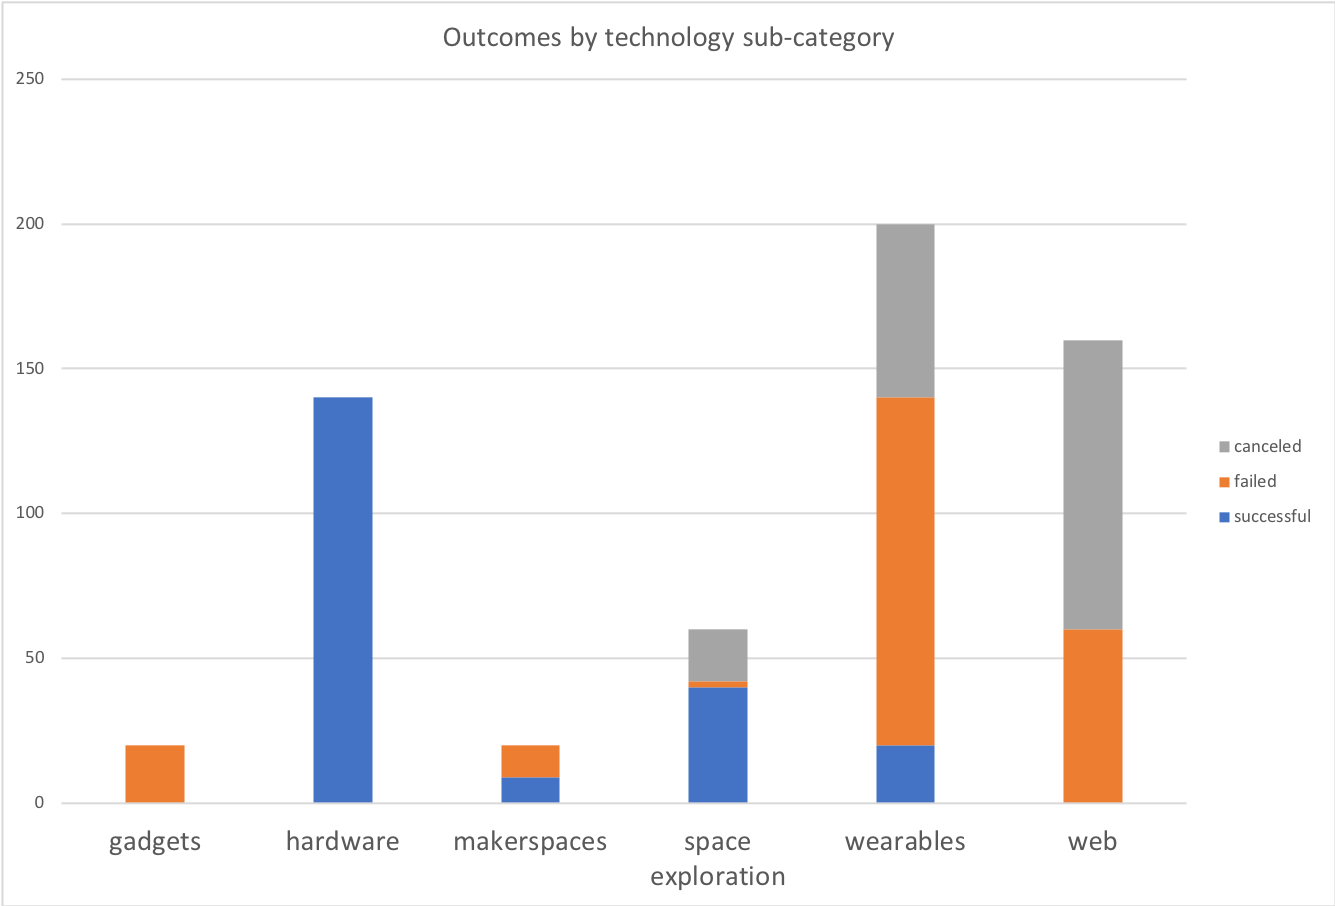 Outcomes by technology sub-category
250
200
150
100
50
0
gadgets
hardware
makerspaces
space
exploration
wearables
web
canceled
failed
successful